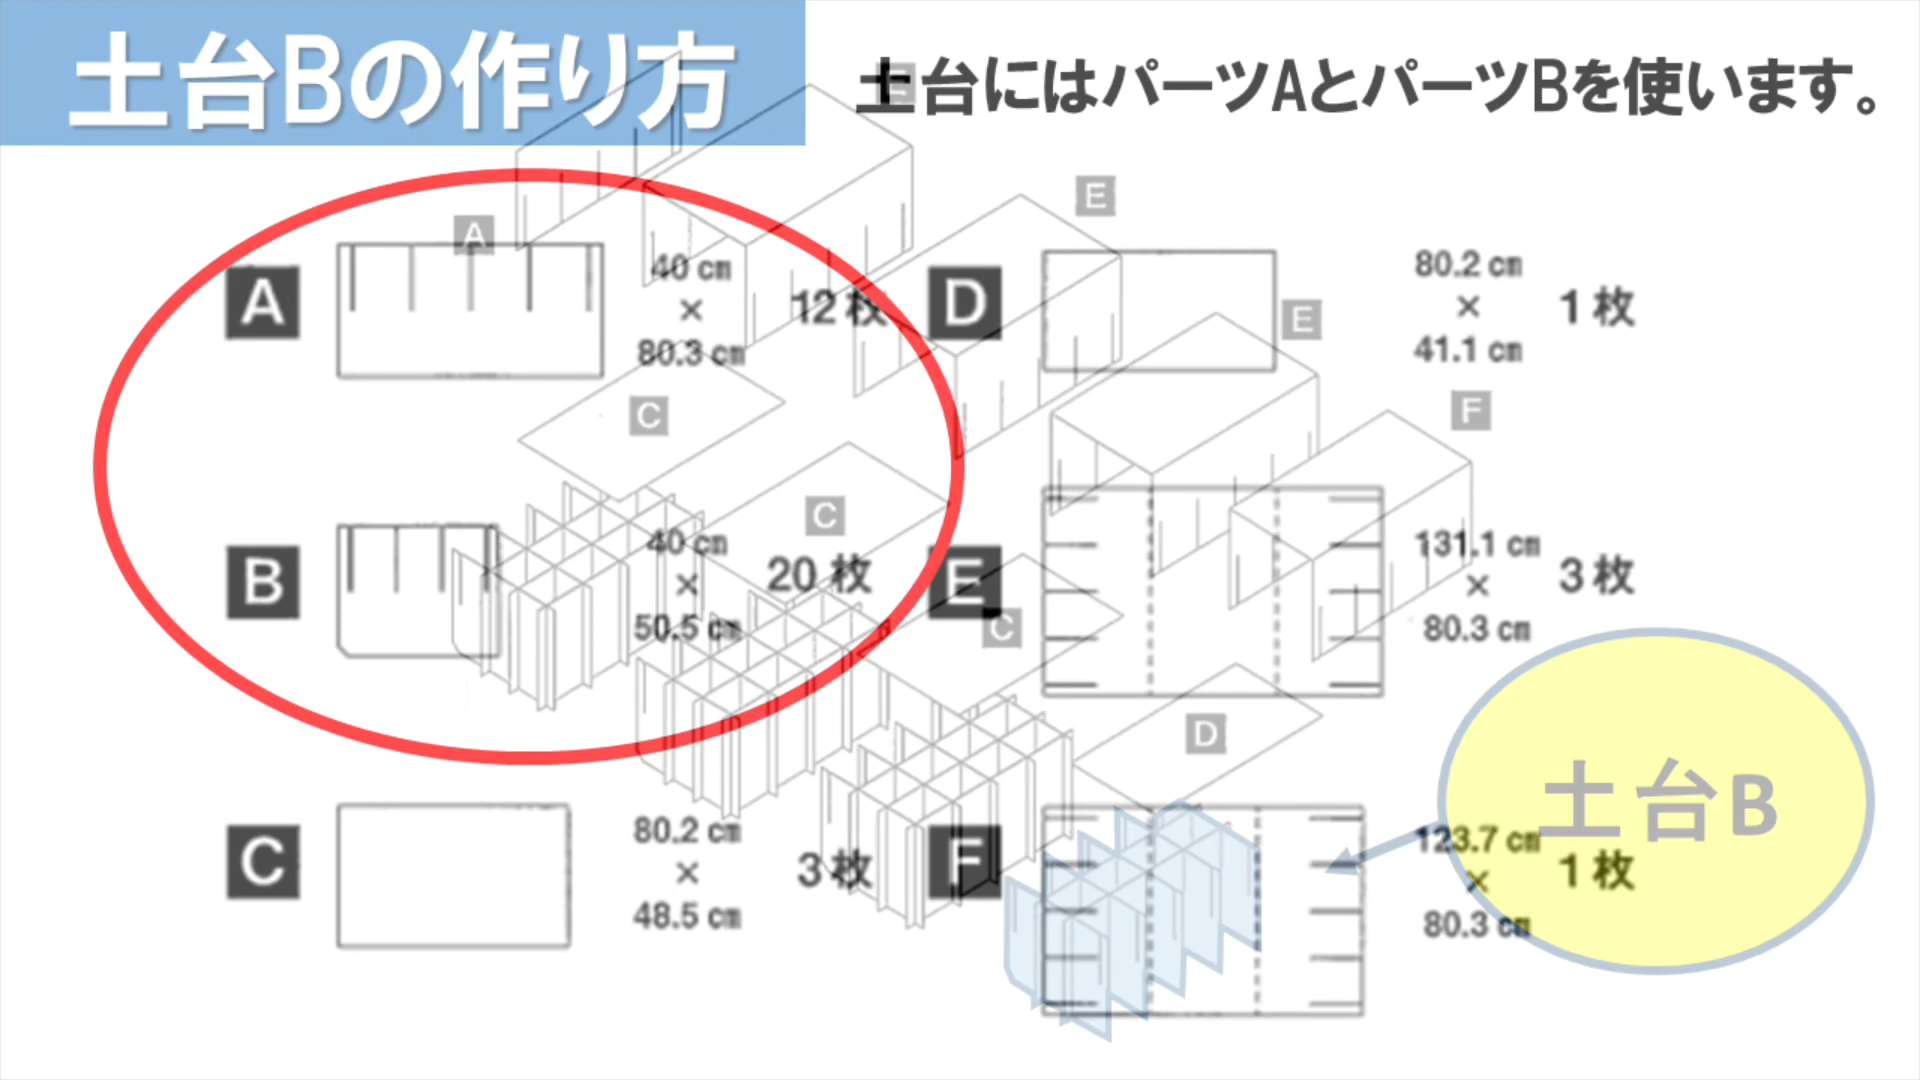 土台Bの作り方
土台にはパーツAとパーツBを使います。
E
A
E
A
40 cm
×
80.3 cm
12 枚
D
80.2 cm
×
41.1 cm
1 枚
E
C
F
C
B
40 cm
×
50.5 cm
20 枚
E
131.1 cm
×
80.3 cm
3 枚
C
D
土台B
C
80.2 cm
×
48.5 cm
3 枚
F
123.7 cm
×
80.3 cm
1 枚